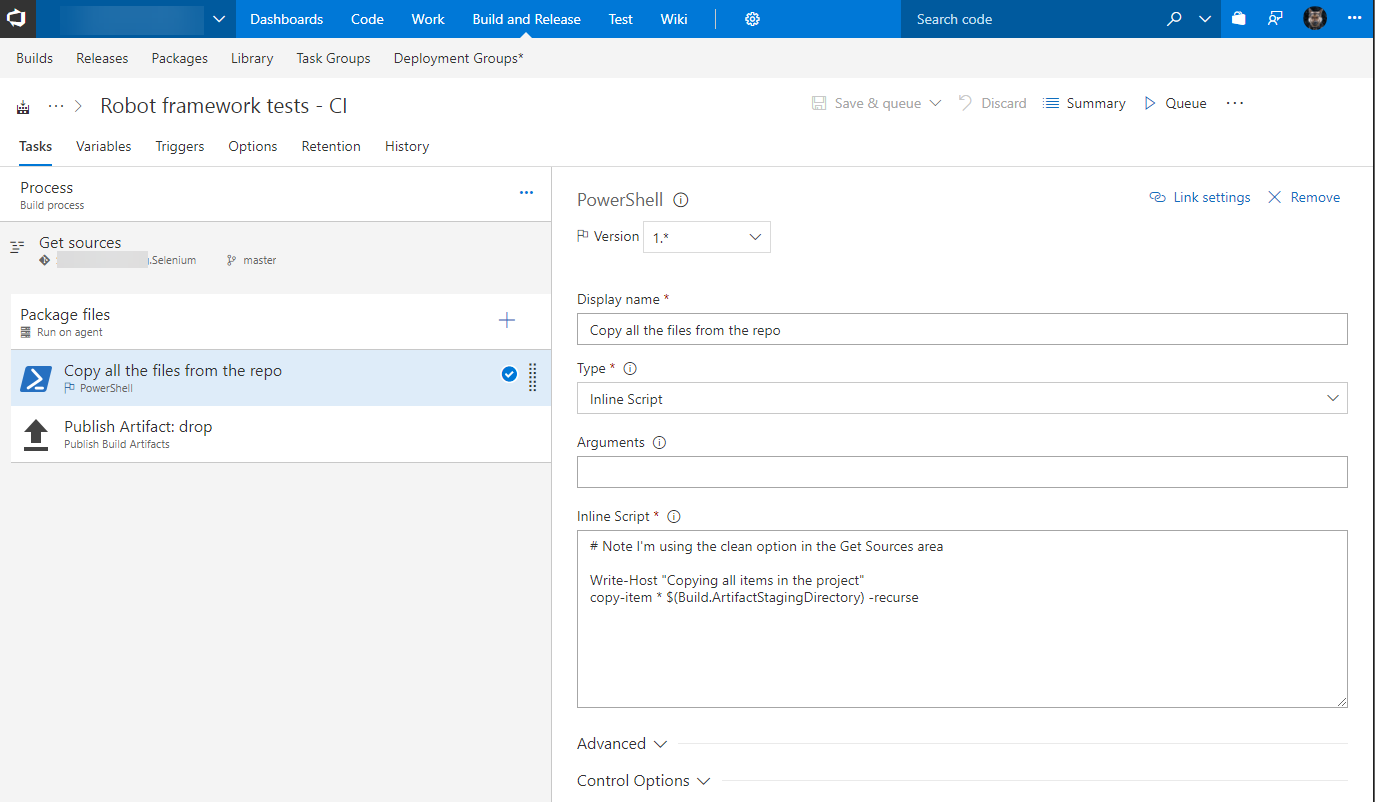 Dashboards Code Work Build and Release Test Wiki Search code
Builds Releases Packages Library Task Groups Deployment Groups*
Robot framework tests - CI
Save & queue Discard Summary Queue
Tasks Variables Triggers Options Retention History
Process
Build process
Get sources
.Selenium master
Package files
Run on agent
Copy all the files from the repo
PowerShell
Publish Artifact: drop
Publish Build Artifacts
PowerShell
Link settings Remove
Version 1.*
Display name *
Copy all the files from the repo
Type *
Inline Script
Arguments
Inline Script *
# Note I'm using the clean option in the Get Sources area
Write-Host "Copying all items in the project"
copy-item * $(Build.ArtifactStagingDirectory) -recurse
Advanced
Control Options